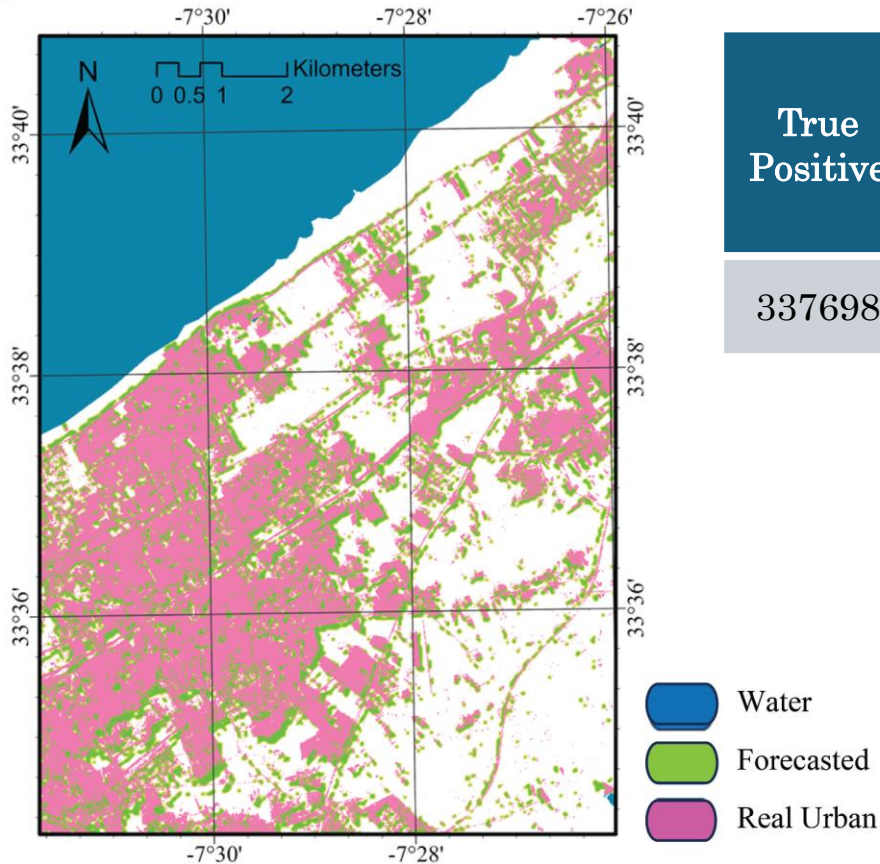 -7°30' -7°28' -7°26'
N
Kilometers
0 0.5 1 2
33°40' 33°40'
True
Positive
337698
33°38' 33°38'
33°36' 33°36'
Water
Forecasted
Real Urban
-7°30' -7°28'